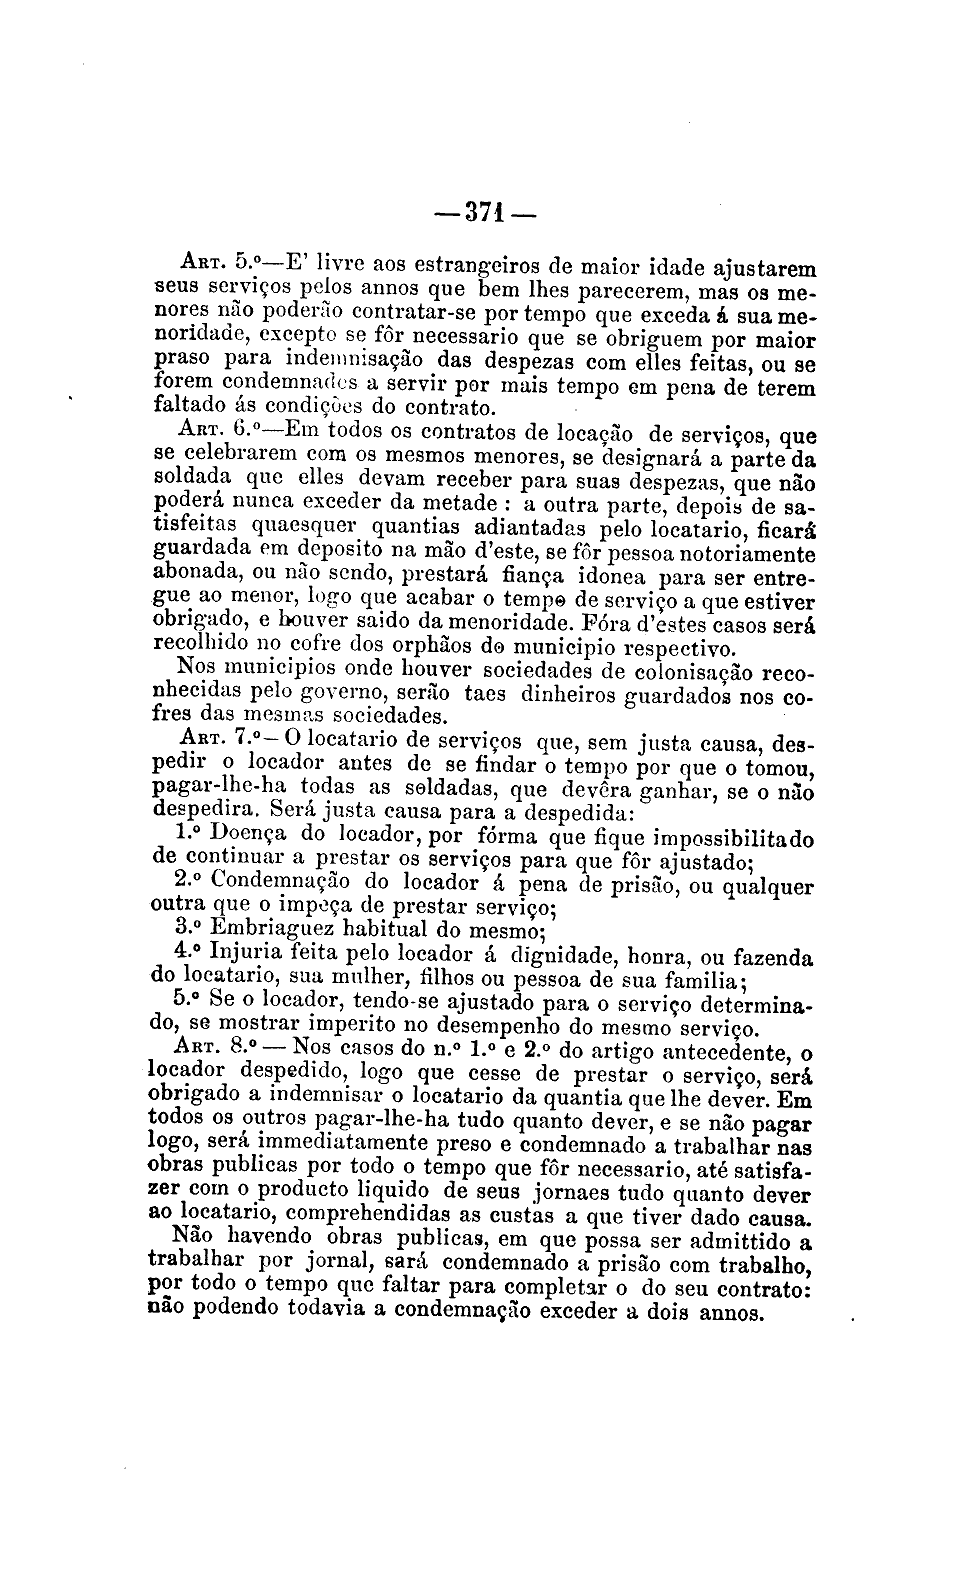 —371—
ART. 5.º—E' livre aos estrangeiros de maior idade ajustarem
seus serviços pelos annos que bem lhes parecerem, mas os me-
nores não poderão contratar-se por tempo que exceda á sua me-
noridade, excepto se fôr necessario que se obriguem por maior
praso para indemnisação das despezas com elles feitas, ou se
forem condemnados a servir por mais tempo em pena de terem
faltado ás condições do contrato.
ART. 6.º—Em todos os contratos de locação de serviços, que
se celebrarem com os mesmos menores, se designará a parte da
soldada que elles devam receber para suas despezas, que não
poderá nunca exceder da metade : a outra parte, depois de sa-
tisfeitas quaesquer quantias adiantadas pelo locatario, ficará
guardada em deposito na mão d'este, se fôr pessoa notoriamente
abonada, ou não sendo, prestará fiança idonea para ser entre-
gue ao menor, logo que acabar o tempo de serviço a que estiver
obrigado, e houver saido da menoridade. Fóra d'estes casos será
recolhido no cofre dos orphãos do municipio respectivo.
Nos municipios onde houver sociedades de colonisação reco-
nhecidas pelo governo, serão taes dinheiros guardados nos co-
fres das mesmas sociedades.
ART. 7.º— O locatario de serviços que, sem justa causa, des-
pedir o locador antes de se findar o tempo por que o tomou,
pagar-lhe-ha todas as soldadas, que devêra ganhar, se o não
despedira. Será justa causa para a despedida:
1.º Doença do locador, por fórma que fique impossibilitado
de continuar a prestar os serviços para que fôr ajustado;
2.º Condemnação do locador á pena de prisão, ou qualquer
outra que o impeça de prestar serviço;
3.º Embriaguez habitual do mesmo;
4.º Injuria feita pelo locador á dignidade, honra, ou fazenda
do locatario, sua mulher, filhos ou pessoa de sua familia;
5.º Se o locador, tendo-se ajustado para o serviço determina-
do, se mostrar imperito no desempenho do mesmo serviço.
ART. 8.º — Nos casos do n.º 1.º e 2.º do artigo antecedente, o
locador despedido, logo que cesse de prestar o serviço, será
obrigado a indemnisar o locatario da quantia que lhe dever. Em
todos os outros pagar-lhe-ha tudo quanto dever, e se não pagar
logo, será immediatamente preso e condemnado a trabalhar nas
obras publicas por todo o tempo que fôr necessario, até satisfa-
zer com o producto liquido de seus jornaes tudo quanto dever
ao locatario, comprehendidas as custas a que tiver dado causa.
Não havendo obras publicas, em que possa ser admittido a
trabalhar por jornal, sará condemnado a prisão com trabalho,
por todo o tempo que faltar para completar o do seu contrato:
não podendo todavia a condemnação exceder a dois annos.